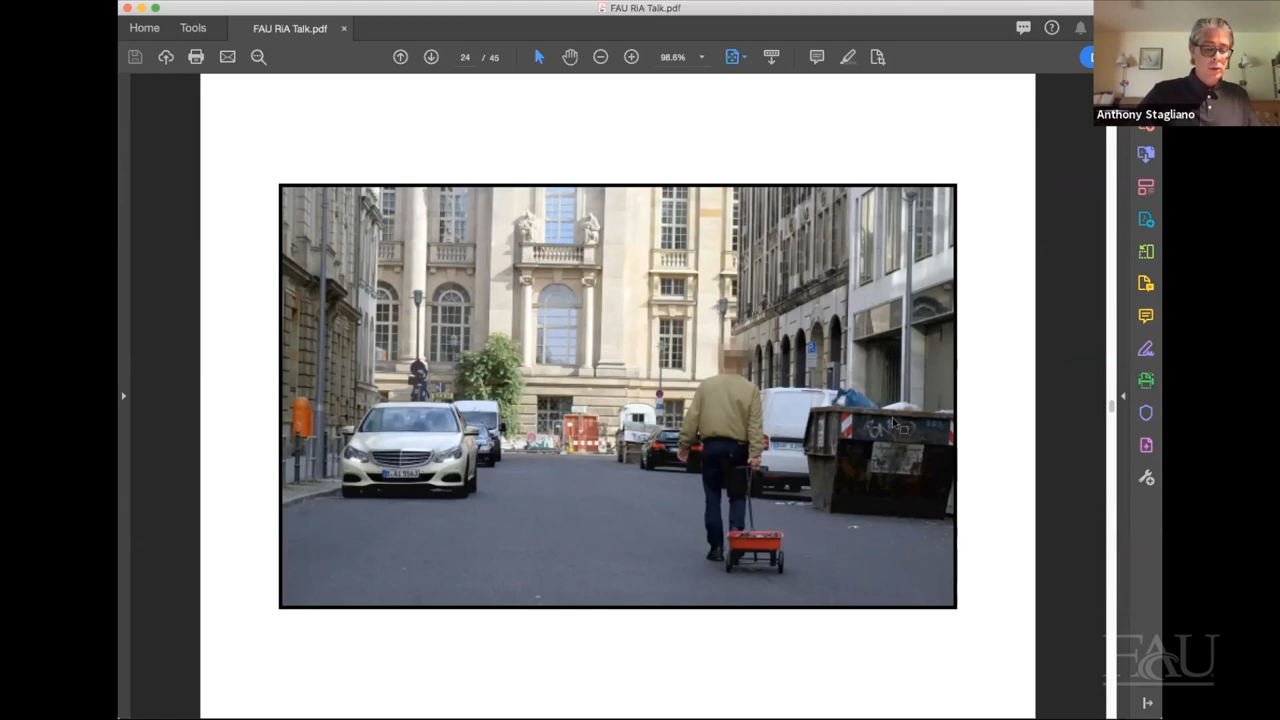 FAU RiA Talk.pdf
Home
Tools
FAU RiA Talk.pdf ×
24 / 45
98.6%
Anthony Stagliano
FAU